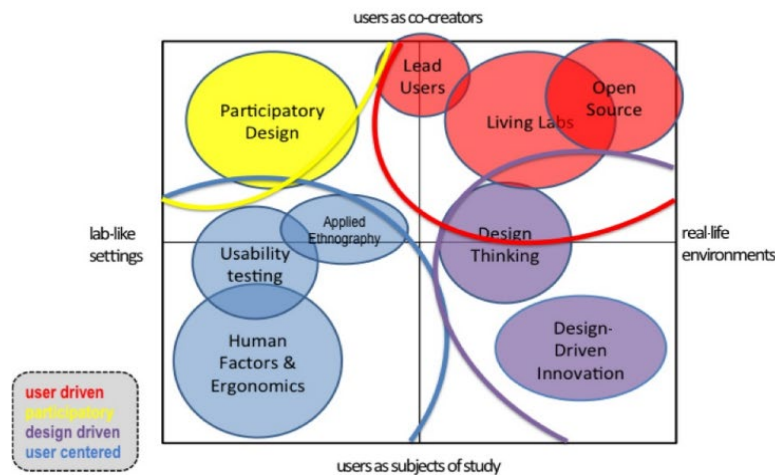 users as co-creators
Lead
Users
Open
Source
Participatory
Design
Living Labs
lab-like
settings
Applied
Ethnography
Usability
testing
Design
Thinking
real-life
environments
Human
Factors &
Ergonomics
Design-
Driven
Innovation
user driven
participatory
design driven
user centered
users as subjects of study